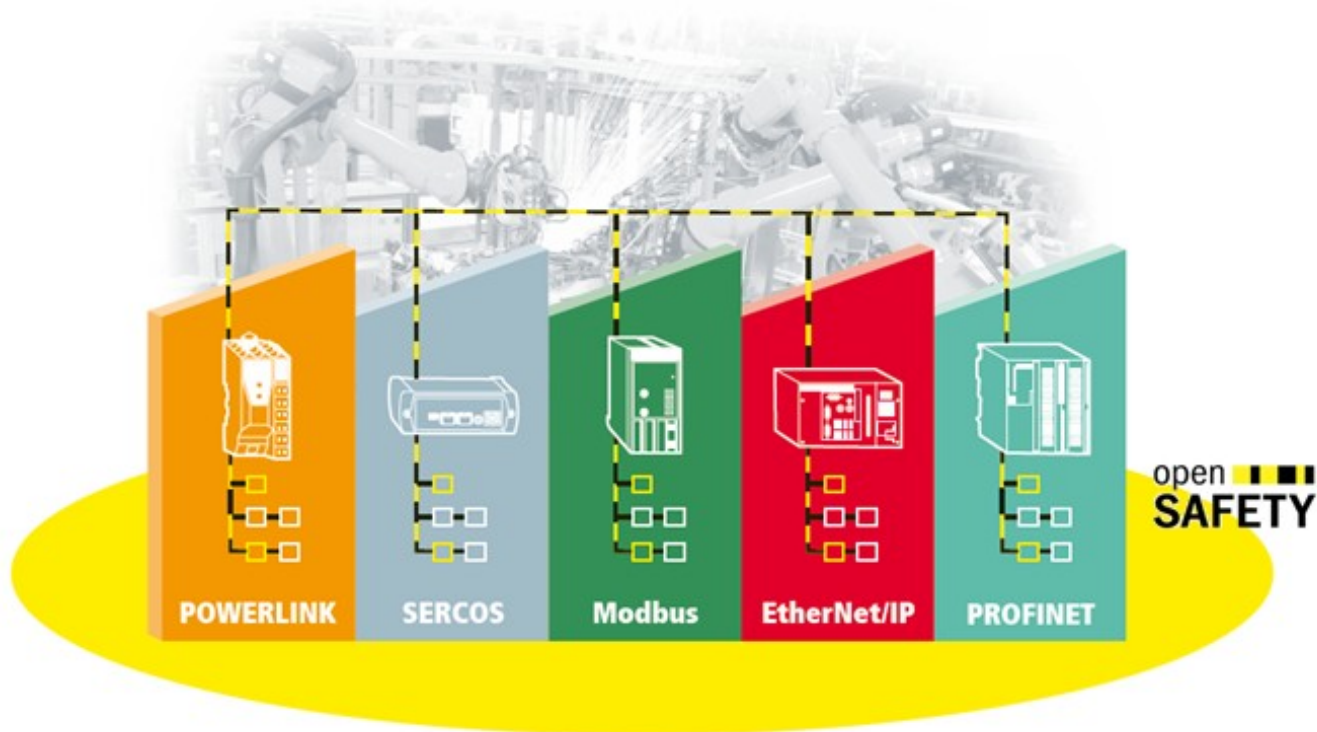 open
SAFETY
POWERLINK
SERCOS
Modbus
EtherNet/IP
PROFINET